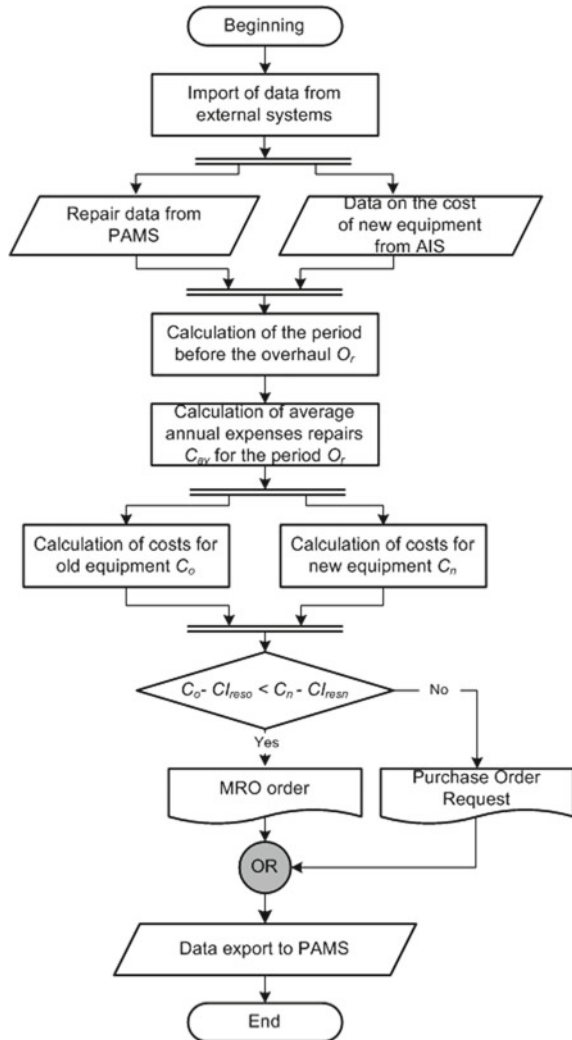 Beginning
Import of data from
external systems
Repair data from
PAMS
Data on the cost
of new equipment
from AIS
Calculation of the period
before the overhaul Oᵣ
Calculation of average
annual expenses repairs
Cₐᵥ for the period Oᵣ
Calculation of costs for
old equipment Cₒ
Calculation of costs for
new equipment Cₙ
Cₒ- CIᵣₑₛₒ < Cₙ - CIᵣₑₛₙ
No
Yes
MRO order
Purchase Order
Request
OR
Data export to PAMS
End